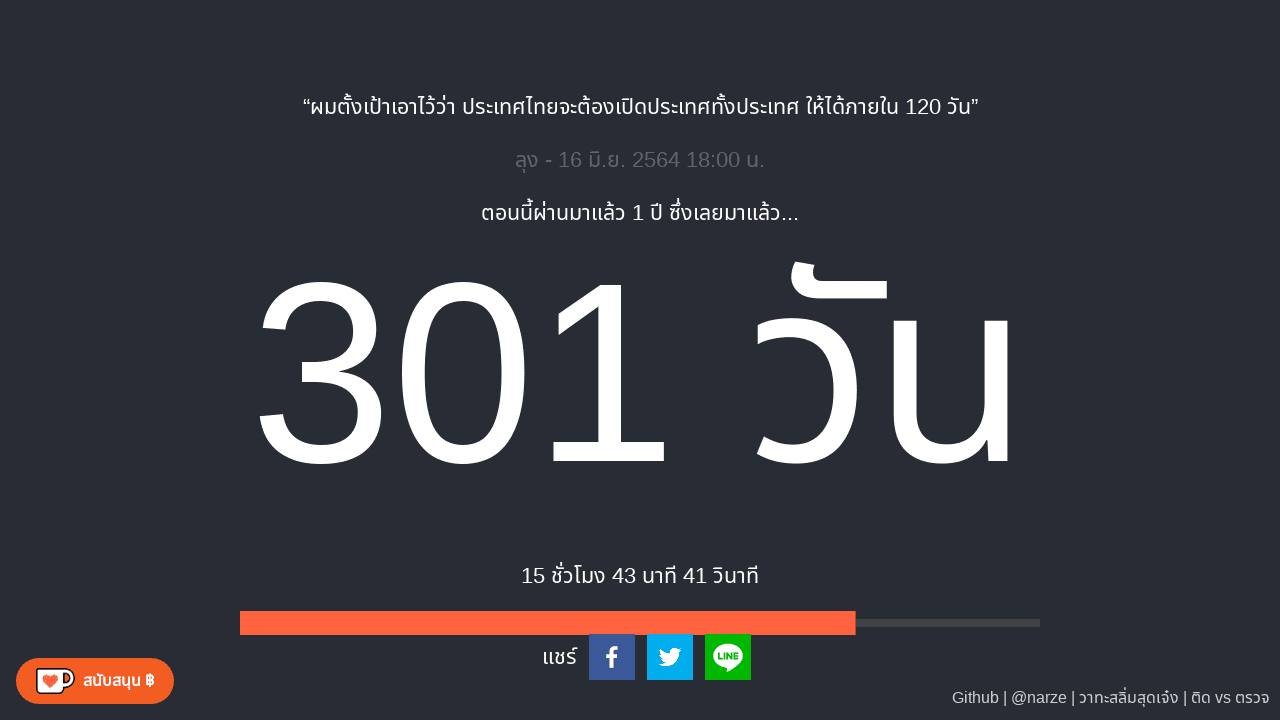 “ผมตั้งเป้าเอาไว้ว่า ประเทศไทยจะต้องเปิดประเทศทั้งประเทศ ให้ได้ภายใน 120 วัน”
ลุง - 16 มิ.ย. 2564 18:00 น.
ตอนนี้ผ่านมาแล้ว 1 ปี ซึ่งเลยมาแล้ว...
301 วัน
15 ชั่วโมง 43 นาที 41 วินาที
แชร์
LINE
สนับสนุน ฿
Github | @narze | วาทะสลิ่มสุดเจ๋ง | ติด vs ตรวจ